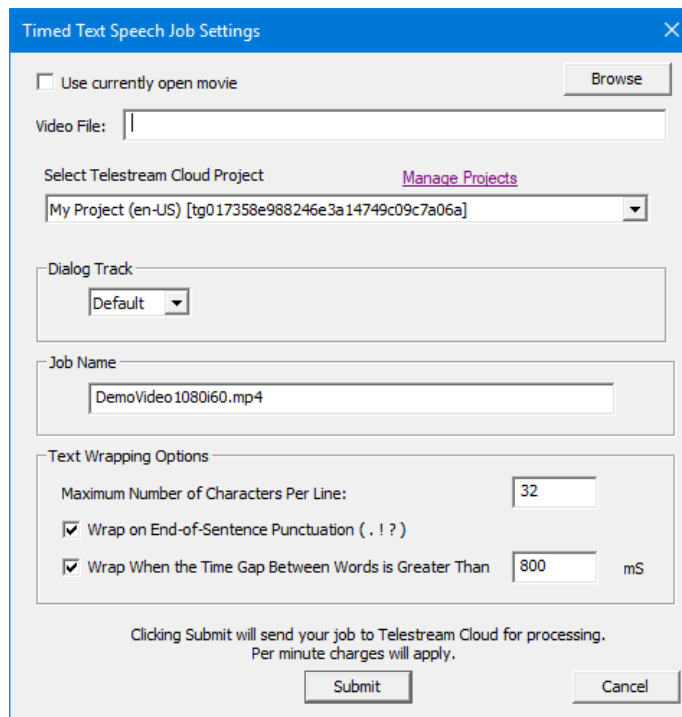 Timed Text Speech Job Settings
Use currently open movie
Browse
Video File:
Select Telestream Cloud Project
Manage Projects
My Project (en-US) [tg017358e988246e3a14749c09c7a06a]
Dialog Track
Default
Job Name
DemoVideo1080i60.mp4
Text Wrapping Options
Maximum Number of Characters Per Line:
32
Wrap on End-of-Sentence Punctuation ( . ! ? )
Wrap When the Time Gap Between Words is Greater Than
800
mS
Clicking Submit will send your job to Telestream Cloud for processing.
Per minute charges will apply.
Submit
Cancel